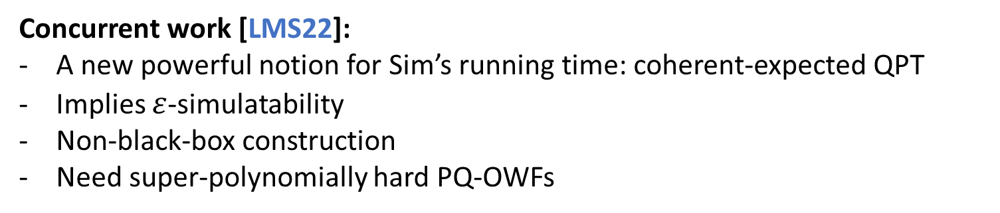 Concurrent work [LMS22]:
- A new powerful notion for Sim’s running time: coherent-expected QPT
- Implies 𝜀-simulatability
- Non-black-box construction
- Need super-polynomially hard PQ-OWFs